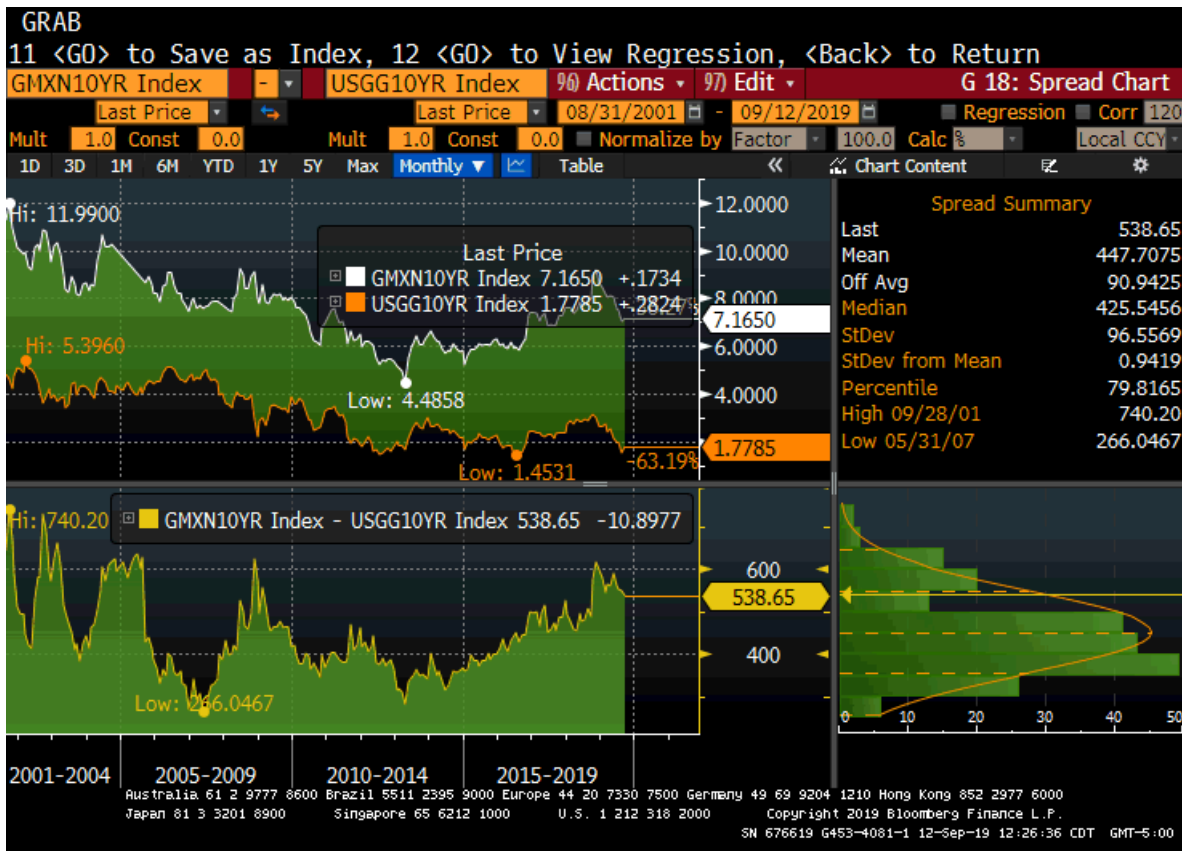 GRAB
11 <GO> to Save as Index, 12 <GO> to View Regression, <Back> to Return
GMXN10YR Index - USGG10YR Index 96) Actions 97) Edit G 18: Spread Chart
Last Price Last Price 08/31/2001 - 09/12/2019 Regression Corr 120
Mult 1.0 Const 0.0 Mult 1.0 Const 0.0 Normalize by Factor 100.0 Calc % Local CCY
1D 3D 1M 6M YTD 1Y 5Y Max Monthly Table « Chart Content
Hi: 11.9900
Last Price
GMXN10YR Index 7.1650 +.1734
USGG10YR Index 1.7785 +.2824
Hi: 5.3960
Low: 4.4858
Low: 1.4531
-63.19%
12.0000
10.0000
8.0000
7.1650
6.0000
4.0000
1.7785
Spread Summary
Last 538.65
Mean 447.7075
Off Avg 90.9425
Median 425.5456
StDev 96.5569
StDev from Mean 0.9419
Percentile 79.8165
High 09/28/01 740.20
Low 05/31/07 266.0467
Hi: 740.20
GMXN10YR Index - USGG10YR Index 538.65 -10.8977
Low: 266.0467
600
538.65
400
0 10 20 30 40 50
2001-2004 2005-2009 2010-2014 2015-2019
Australia 61 2 9777 8600 Brazil 5511 2395 9000 Europe 44 20 7330 7500 Germany 49 69 9204 1210 Hong Kong 852 2977 6000
Japan 81 3 3201 8900 Singapore 65 6212 1000 U.S. 1 212 318 2000 Copyright 2019 Bloomberg Finance L.P.
SN 676619 G453-4081-1 12-Sep-19 12:26:36 CDT GMT-5:00